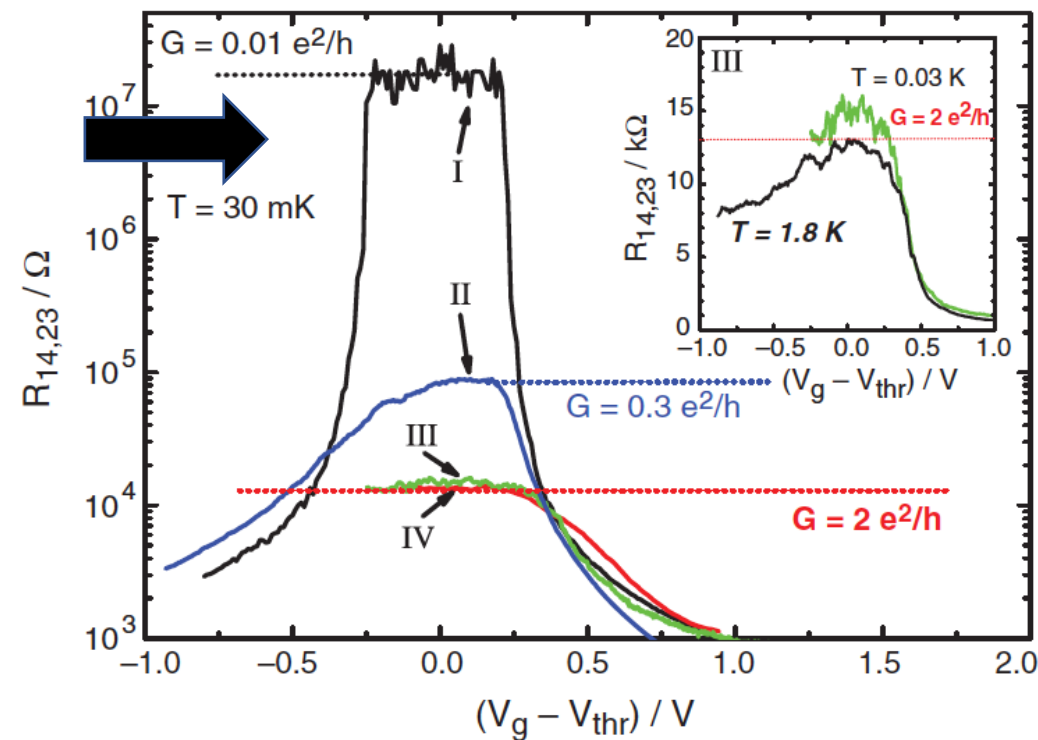 G = 0.01 e²/h
T = 30 mK
I
II
G = 0.3 e²/h
III
IV
G = 2 e²/h
R₁₄,₂₃ / Ω
10⁷
10⁶
10⁵
10⁴
10³
−1.0 −0.5 0.0 0.5 1.0 1.5 2.0
(Vg − Vthr) / V
III
T = 0.03 K
G = 2 e²/h
T = 1.8 K
R₁₄,₂₃ / kΩ
20
15
10
5
0
−1.0 −0.5 0.0 0.5 1.0
(Vg − Vthr) / V